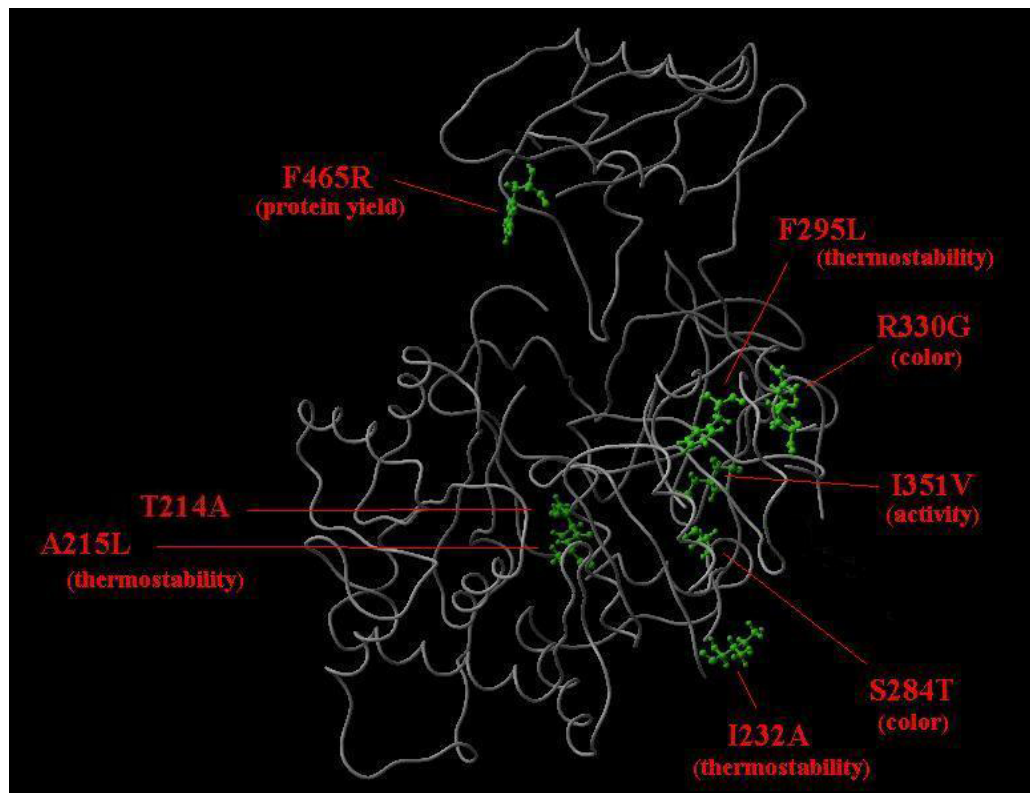 F465R
(protein yield)
F295L
(thermostability)
R330G
(color)
I351V
(activity)
T214A
A215L
(thermostability)
S284T
(color)
I232A
(thermostability)